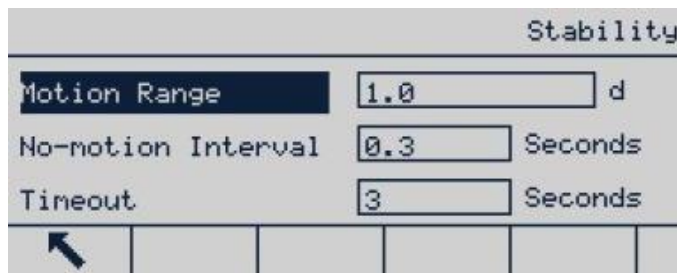 Stability
Motion Range 1.0 d
No-motion Interval 0.3 Seconds
Timeout 3 Seconds